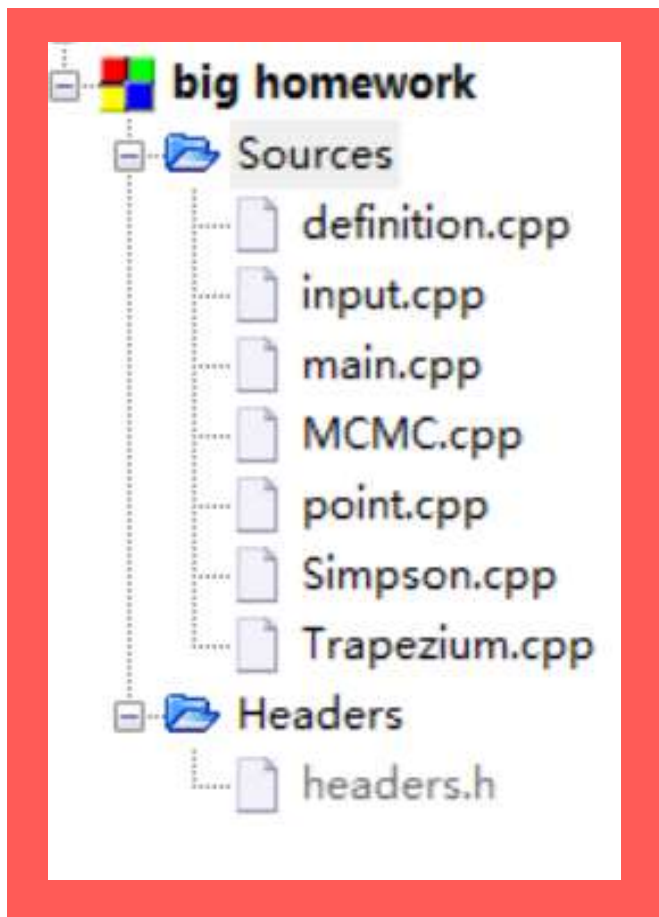 big homework
Sources
definition.cpp
input.cpp
main.cpp
MCMC.cpp
point.cpp
Simpson.cpp
Trapezium.cpp
Headers
headers.h